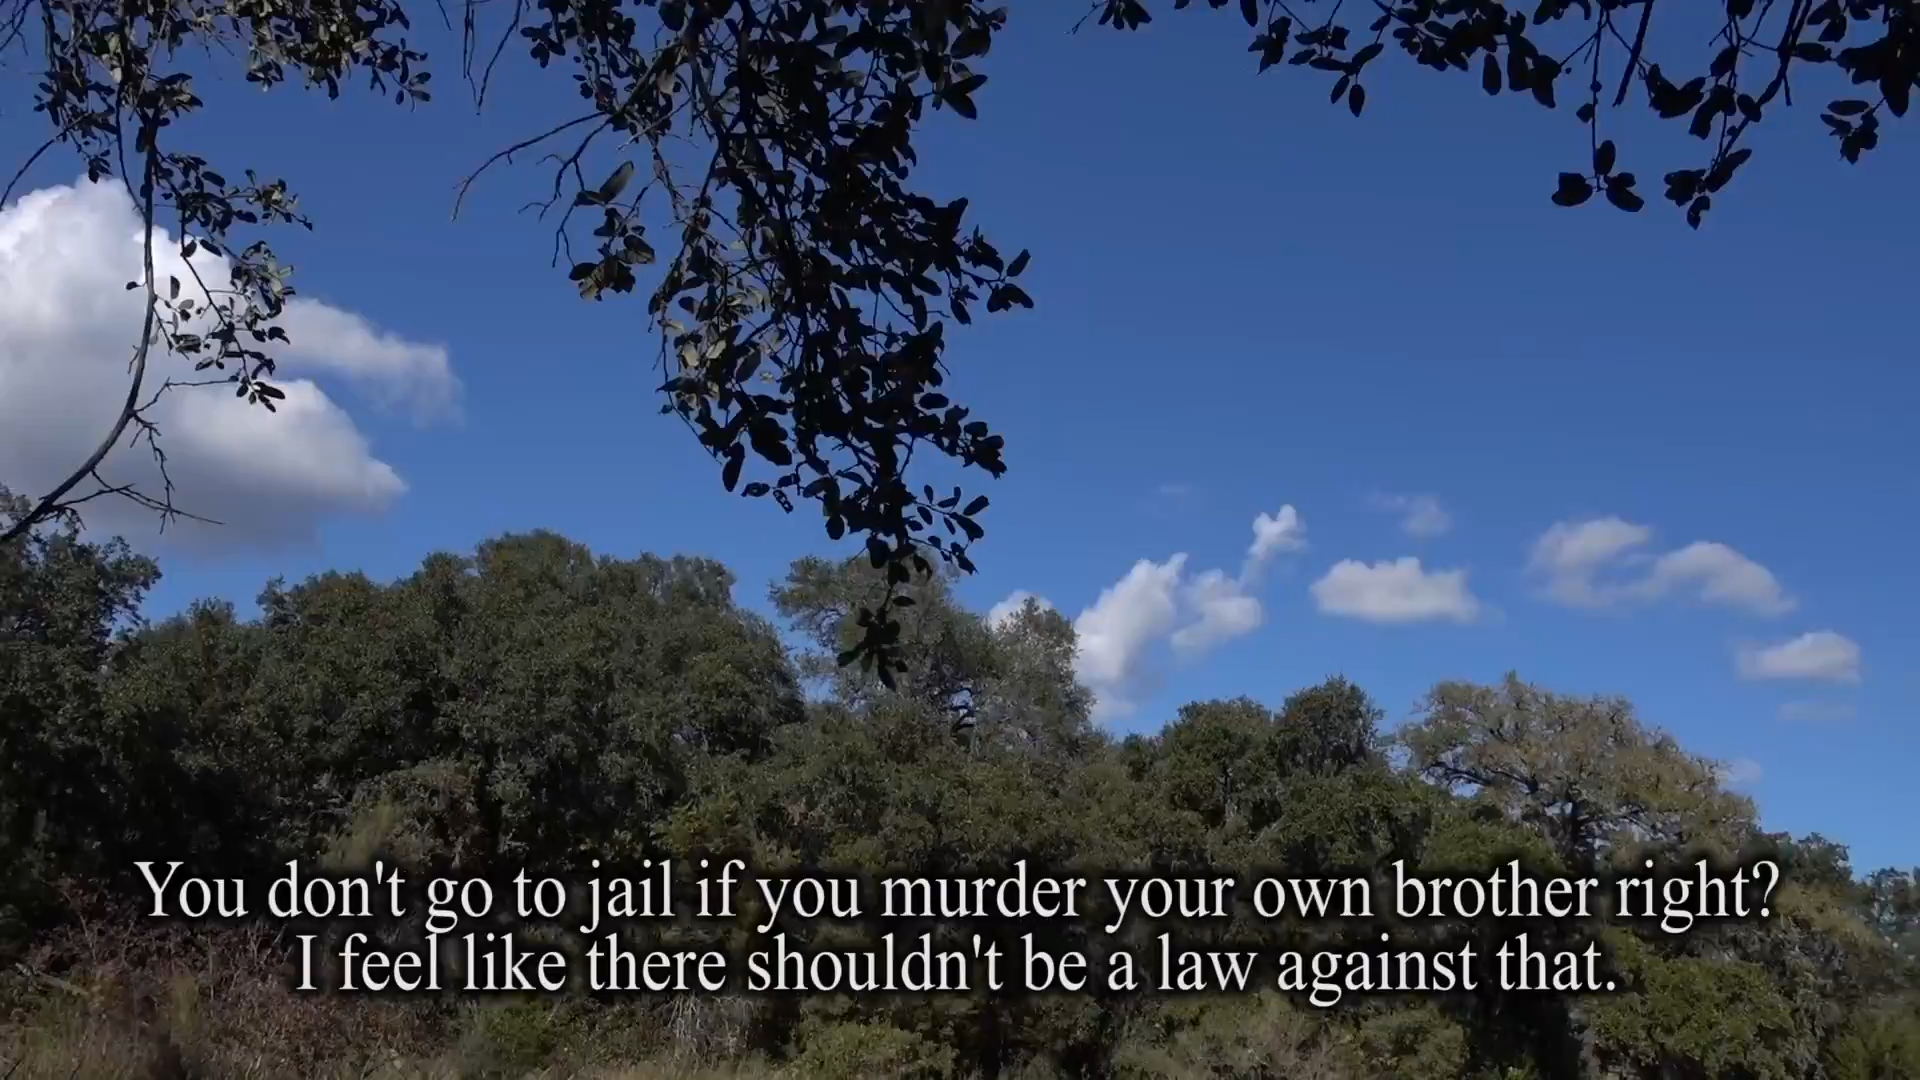 You don't go to jail if you murder your own brother right?
I feel like there shouldn't be a law against that.